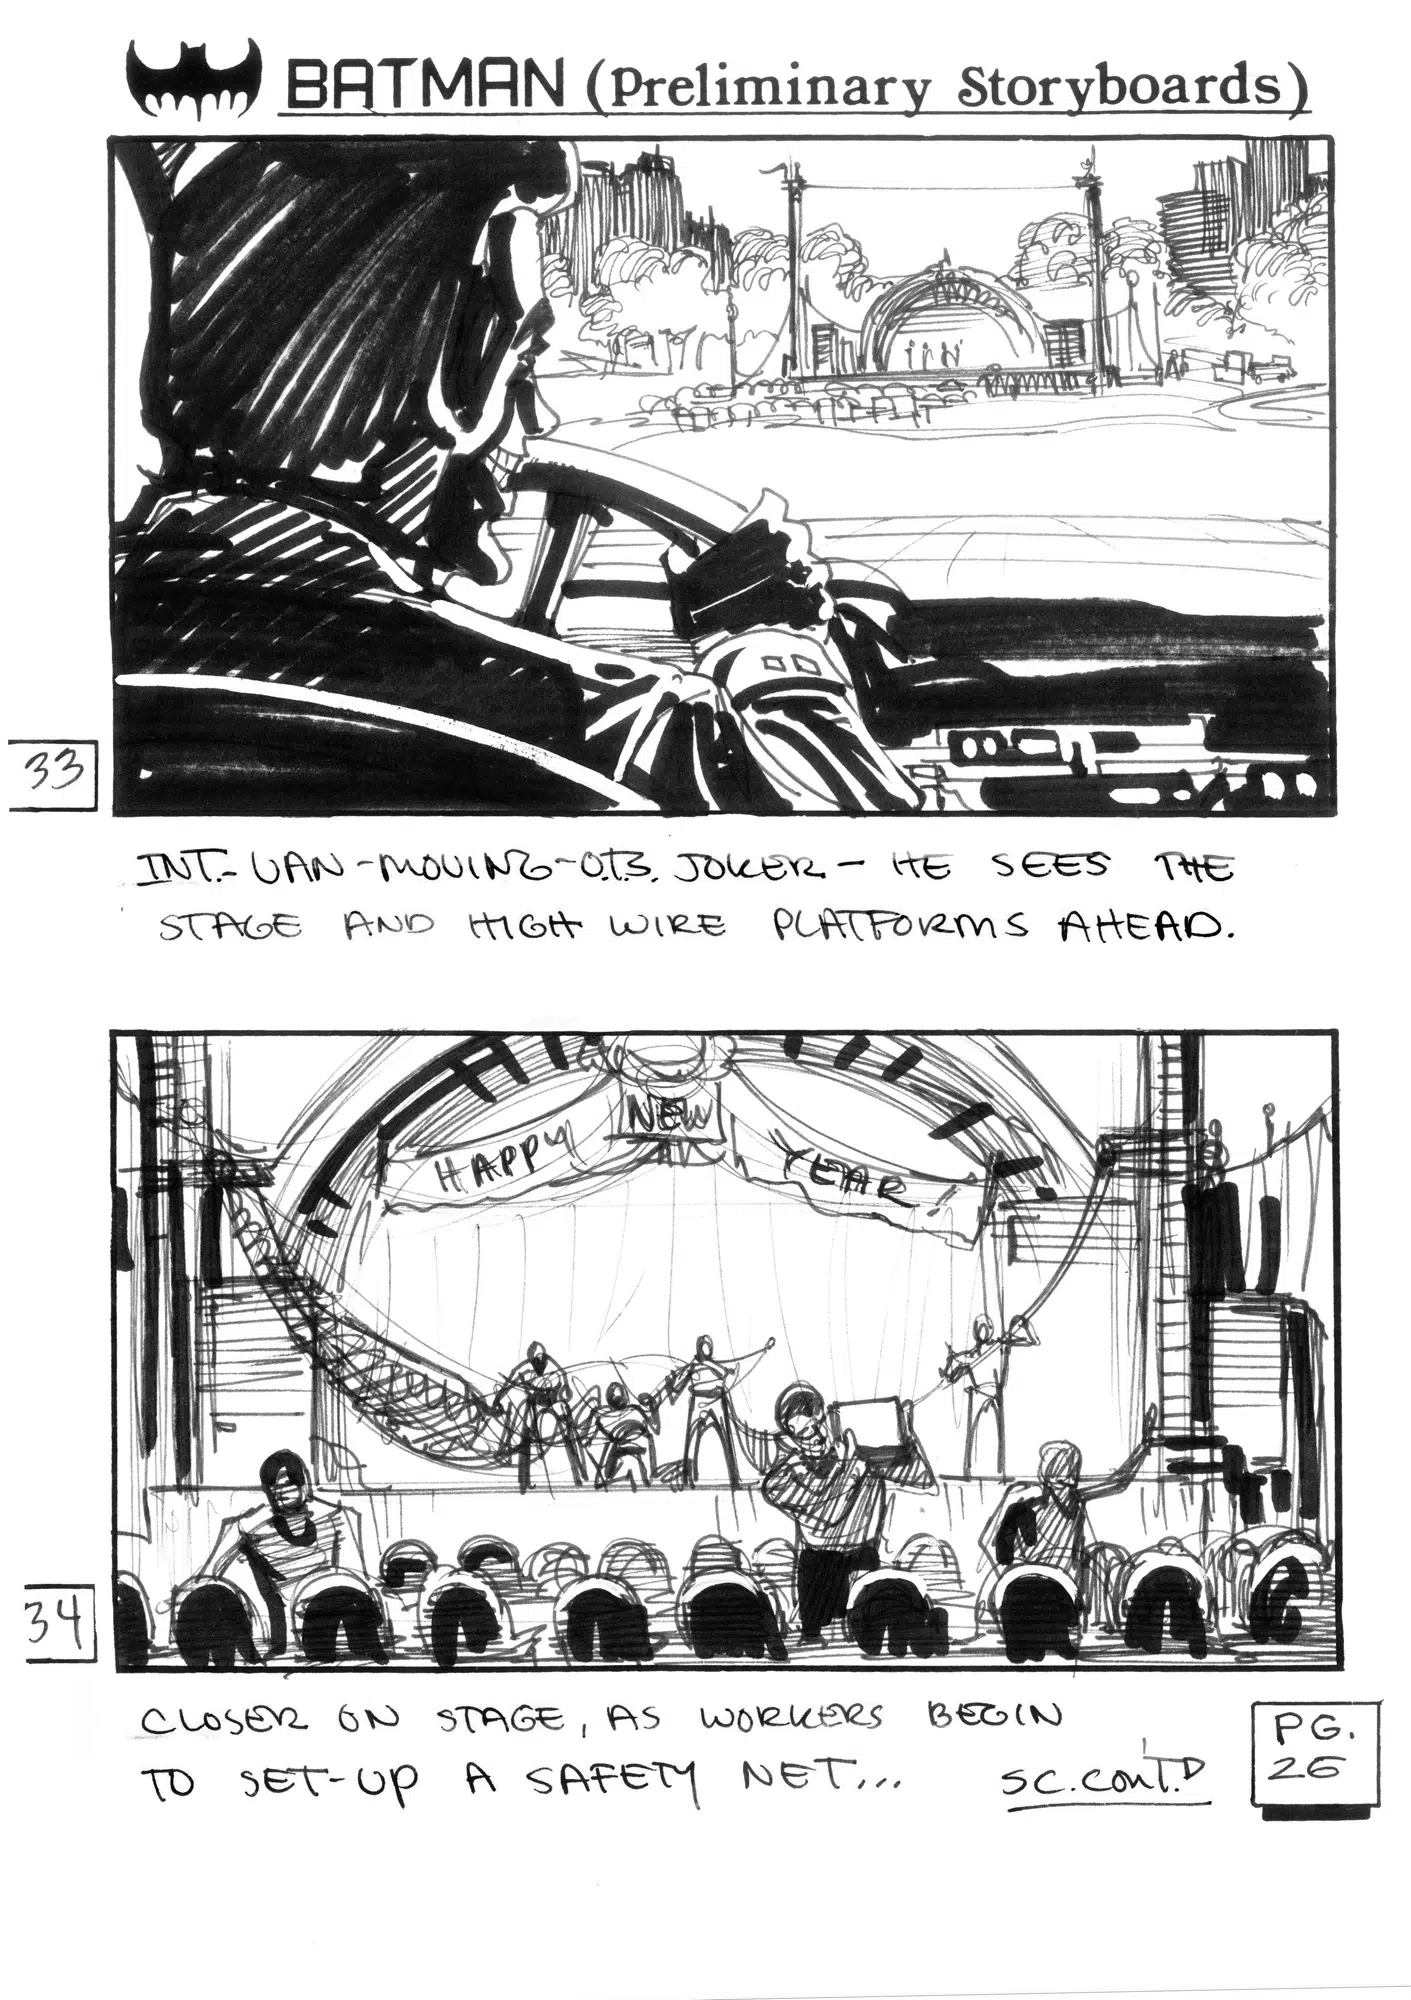 BATMAN (Preliminary Storyboards)
33
INT.- VAN - MOVING - O.T.S. JOKER - HE SEES THE
STAGE AND HIGH WIRE PLATFORMS AHEAD.
HAPPY NEW YEAR!
34
CLOSER ON STAGE, AS WORKERS BEGIN
TO SET-UP A SAFETY NET...
SC. CONT.'D
PG.
26